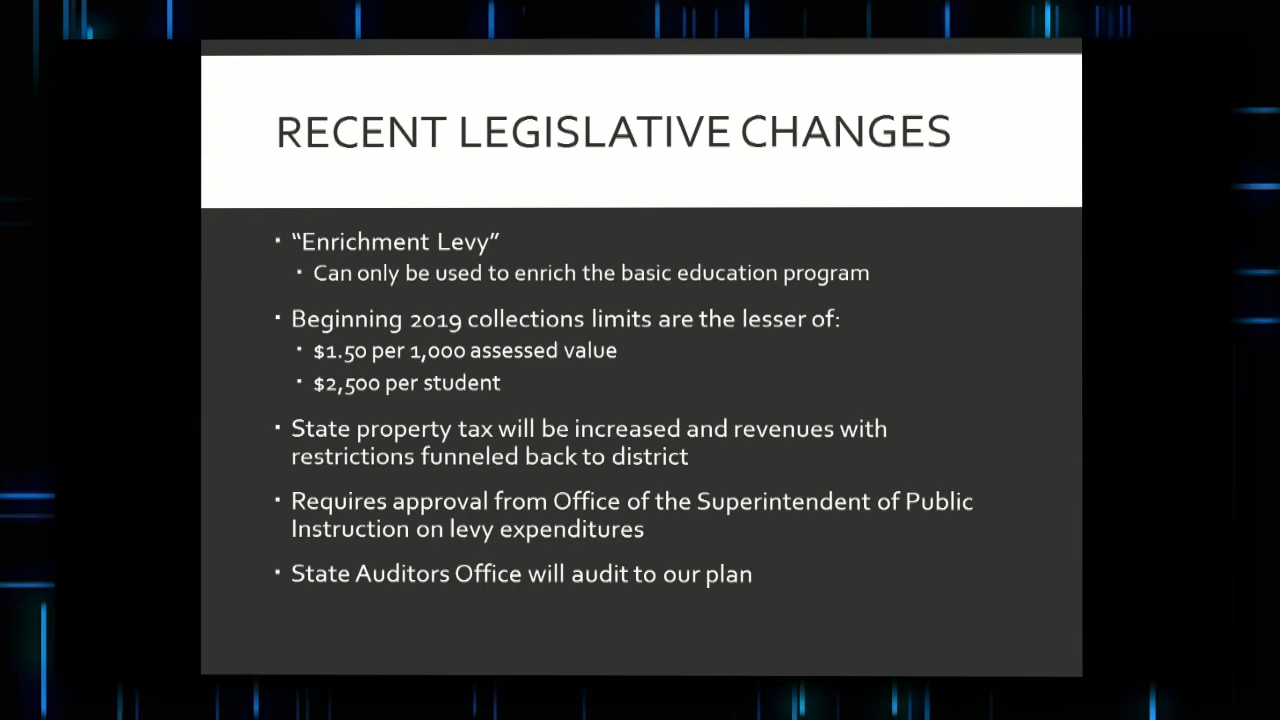 RECENT LEGISLATIVE CHANGES
▪ “Enrichment Levy”
▪ Can only be used to enrich the basic education program
▪ Beginning 2019 collections limits are the lesser of:
▪ $1.50 per 1,000 assessed value
▪ $2,500 per student
▪ State property tax will be increased and revenues with
restrictions funneled back to district
▪ Requires approval from Office of the Superintendent of Public
Instruction on levy expenditures
▪ State Auditors Office will audit to our plan